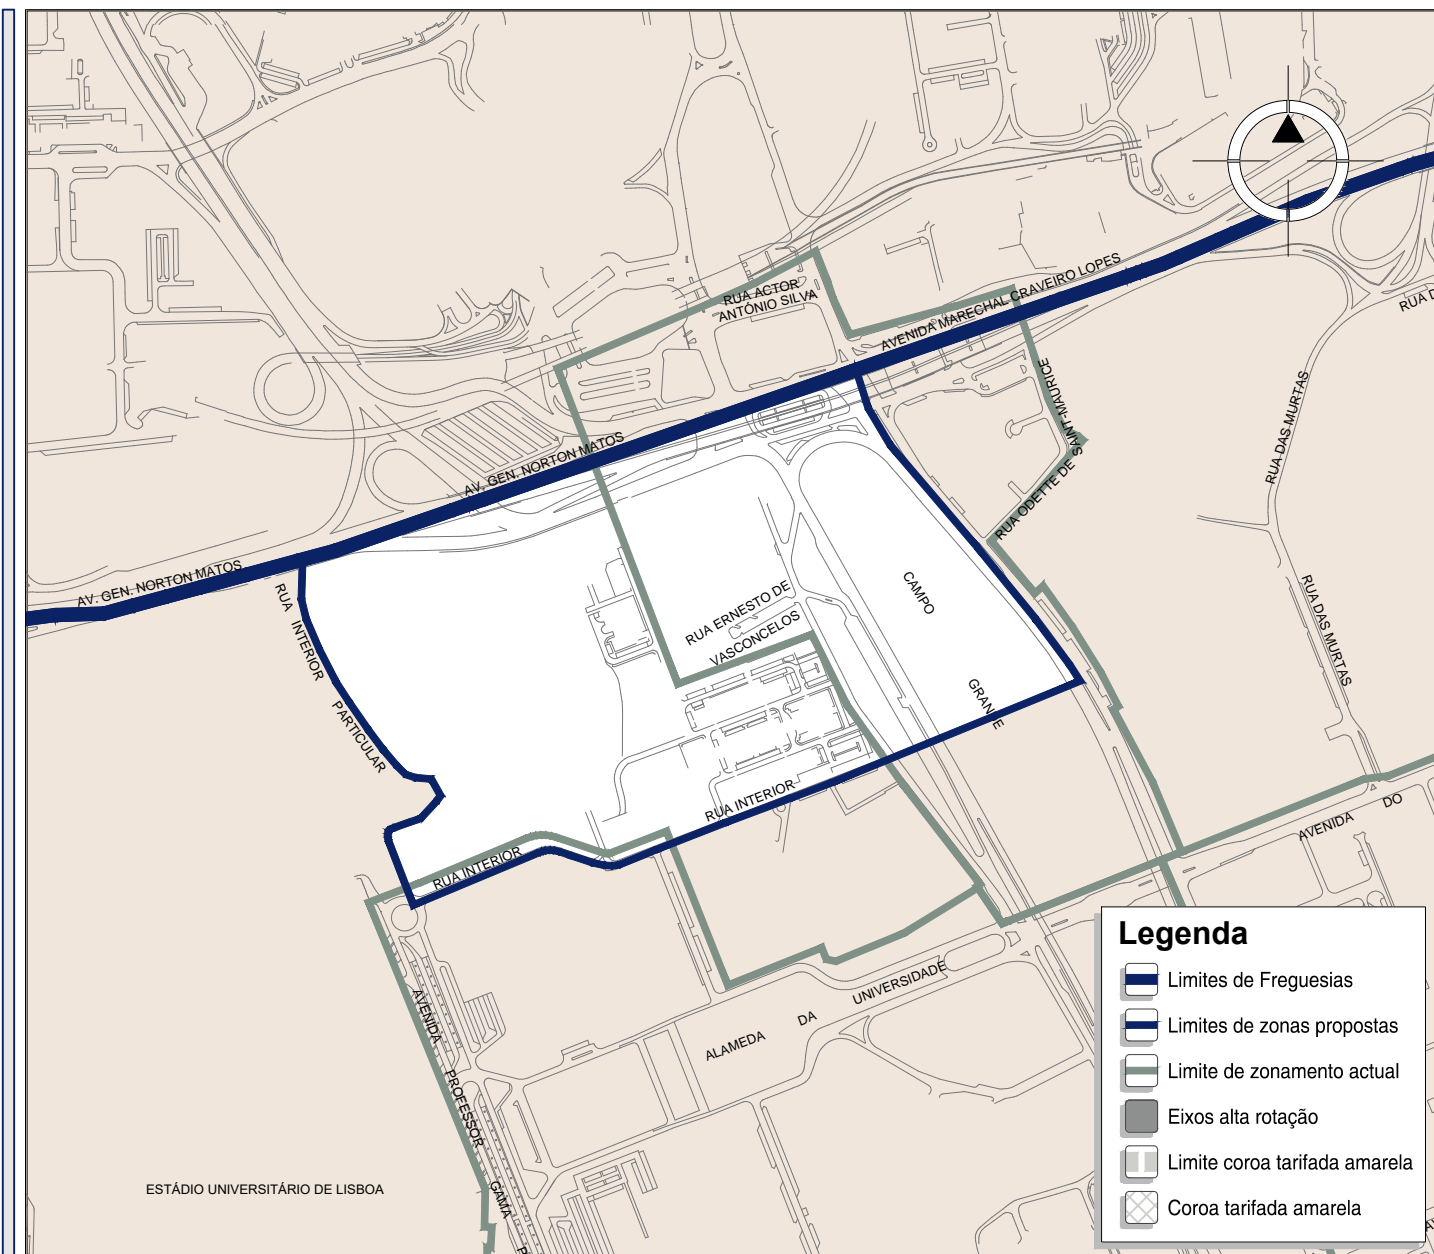 RUA ACTOR
ANTÓNIO SILVA
AVENIDA MARECHAL CRAVEIRO LOPES
RUA D
AV. GEN. NORTON MATOS
AV. GEN. NORTON MATOS
RUA ODETTE DE SAINT-MAURICE
RUA DAS MURTAS
RUA DAS MURTAS
RUA INTERIOR PARTICULAR
RUA ERNESTO DE
VASCONCELOS
CAMPO
GRANDE
RUA INTERIOR
RUA INTERIOR
AVENIDA DO
ALAMEDA DA UNIVERSIDADE
AVENIDA PROFESSOR GAMA P
ESTÁDIO UNIVERSITÁRIO DE LISBOA
Legenda
Limites de Freguesias
Limites de zonas propostas
Limite de zonamento actual
Eixos alta rotação
Limite coroa tarifada amarela
Coroa tarifada amarela